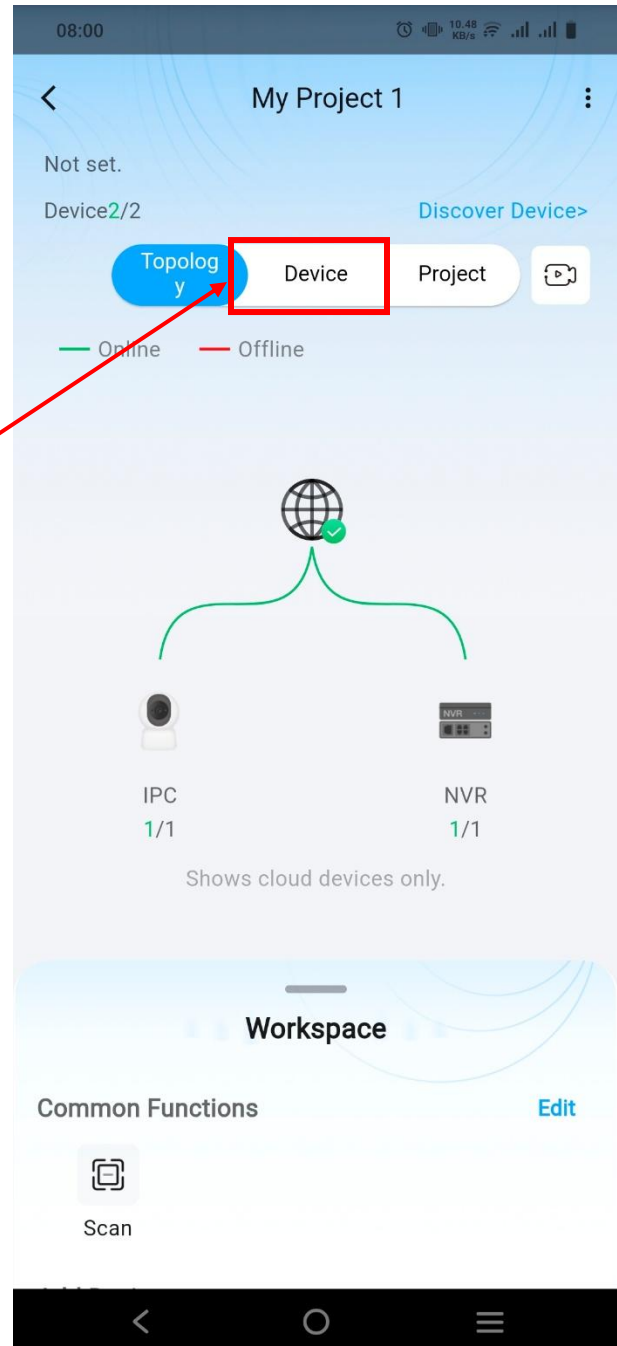 08:00
10.48
KB/s
My Project 1
Not set.
Device2/2
Discover Device>
Topolog
y
Device
Project
Online
Offline
NVR
IPC
NVR
1/1
1/1
Shows cloud devices only.
Workspace
Common Functions
Edit
Scan